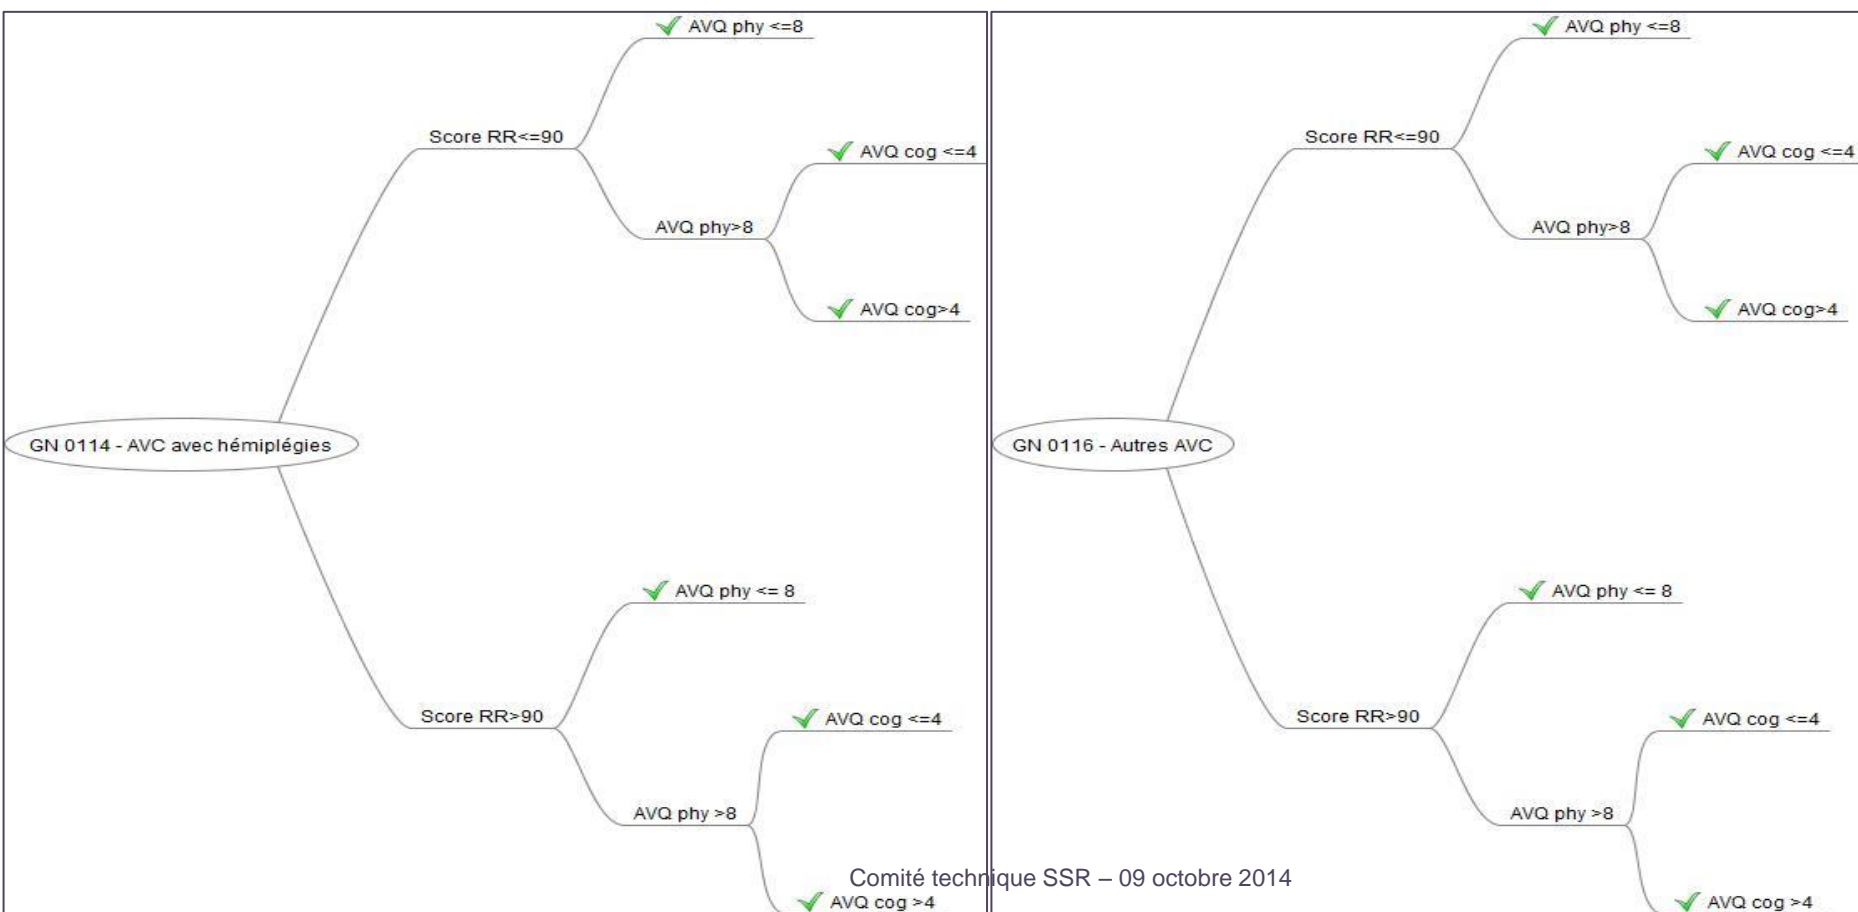 AVQ phy <=8
Score RR<=90
AVQ cog <=4
AVQ phy>8
AVQ cog>4
GN 0114 - AVC avec hémiplégies
AVQ phy <= 8
Score RR>90
AVQ cog <=4
AVQ phy >8
AVQ cog >4
AVQ phy <=8
Score RR<=90
AVQ cog <=4
AVQ phy>8
AVQ cog>4
GN 0116 - Autres AVC
AVQ phy <= 8
Score RR>90
AVQ cog <=4
AVQ phy >8
AVQ cog >4
Comité technique SSR – 09 octobre 2014